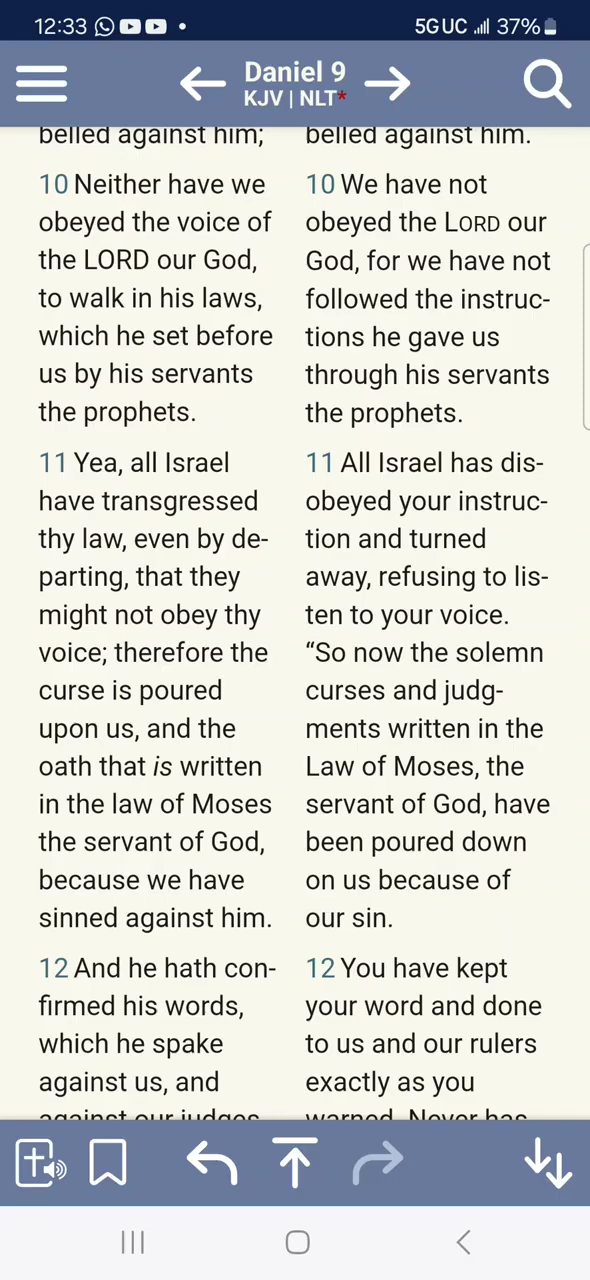 12:33
5G UC 37%
Daniel 9
KJV | NLT*
belled against him;
10 Neither have we
obeyed the voice of
the LORD our God,
to walk in his laws,
which he set before
us by his servants
the prophets.
11 Yea, all Israel
have transgressed
thy law, even by de-
parting, that they
might not obey thy
voice; therefore the
curse is poured
upon us, and the
oath that is written
in the law of Moses
the servant of God,
because we have
sinned against him.
12 And he hath con-
firmed his words,
which he spake
against us, and
against our judges
belled against him.
10 We have not
obeyed the LORD our
God, for we have not
followed the instruc-
tions he gave us
through his servants
the prophets.
11 All Israel has dis-
obeyed your instruc-
tion and turned
away, refusing to lis-
ten to your voice.
“So now the solemn
curses and judg-
ments written in the
Law of Moses, the
servant of God, have
been poured down
on us because of
our sin.
12 You have kept
your word and done
to us and our rulers
exactly as you
warned. Never has